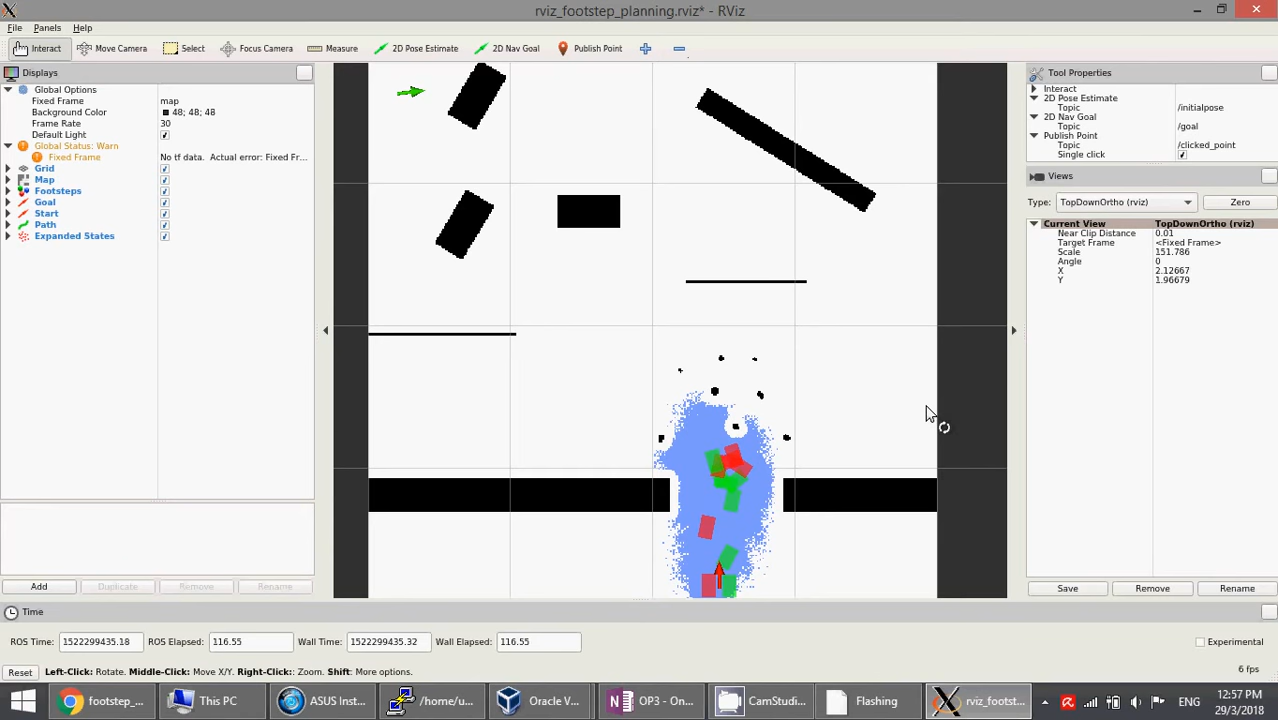 rviz_footstep_planning.rviz* - RViz
File Panels Help
Interact Move Camera Select Focus Camera Measure 2D Pose Estimate 2D Nav Goal Publish Point
Displays
Global Options
Fixed Frame map
Background Color 48; 48; 48
Frame Rate 30
Default Light
Global Status: Warn
Fixed Frame No tf data. Actual error: Fixed Fr...
Grid
Map
Footsteps
Goal
Start
Path
Expanded States
Add Duplicate Remove Rename
Tool Properties
Interact
2D Pose Estimate
Topic /initialpose
2D Nav Goal
Topic /goal
Publish Point
Topic /clicked_point
Single click
Views
Type: TopDownOrtho (rviz) Zero
Current View TopDownOrtho (rviz)
Near Clip Distance 0.01
Target Frame <Fixed Frame>
Scale 151.786
Angle 0
X 2.12667
Y 1.96679
Save Remove Rename
Time
ROS Time: 1522299435.18 ROS Elapsed: 116.55 Wall Time: 1522299435.32 Wall Elapsed: 116.55 Experimental
Reset Left-Click: Rotate. Middle-Click: Move X/Y. Right-Click:: Zoom. Shift: More options. 6 fps
footstep_... This PC ASUS Inst... /home/u... Oracle V... OP3 - On... CamStudi... Flashing rviz_footst... ENG 12:57 PM
29/3/2018